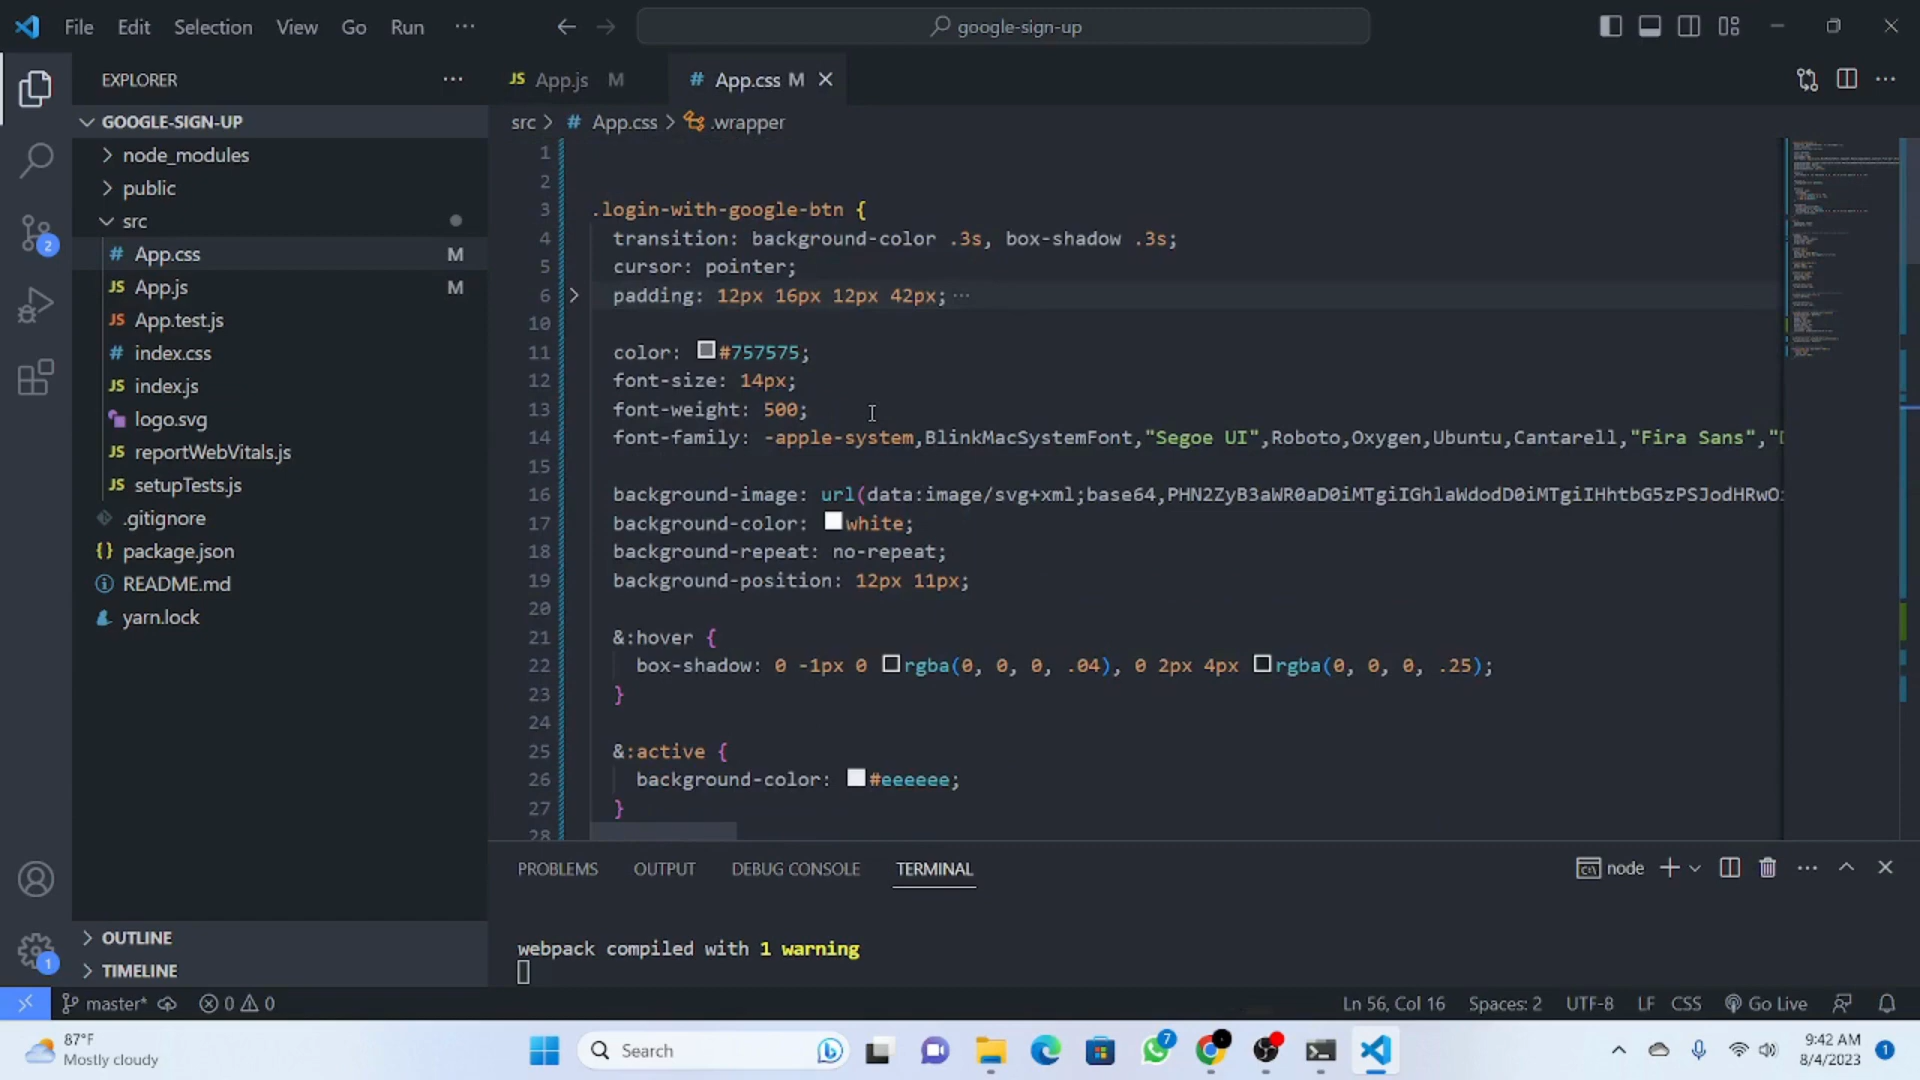 File Edit Selection View Go Run ··· google-sign-up
EXPLORER ···
JS App.js M # App.css M
GOOGLE-SIGN-UP
src > # App.css > .wrapper
node_modules
public
src
# App.css M
JS App.js M
JS App.test.js
# index.css
JS index.js
logo.svg
JS reportWebVitals.js
JS setupTests.js
.gitignore
{} package.json
README.md
yarn.lock
OUTLINE
TIMELINE
1
2
3 .login-with-google-btn {
4 transition: background-color .3s, box-shadow .3s;
5 cursor: pointer;
6 padding: 12px 16px 12px 42px; ···
10
11 color: #757575;
12 font-size: 14px;
13 font-weight: 500;
14 font-family: -apple-system,BlinkMacSystemFont,"Segoe UI",Roboto,Oxygen,Ubuntu,Cantarell,"Fira Sans","
15
16 background-image: url(data:image/svg+xml;base64,PHN2ZyB3aWR0aD0iMTgiIGhlaWdodD0iMTgiIHhtbG5zPSJodHRwO
17 background-color: white;
18 background-repeat: no-repeat;
19 background-position: 12px 11px;
20
21 &:hover {
22 box-shadow: 0 -1px 0 rgba(0, 0, 0, .04), 0 2px 4px rgba(0, 0, 0, .25);
23 }
24
25 &:active {
26 background-color: #eeeeee;
27 }
28
PROBLEMS OUTPUT DEBUG CONSOLE TERMINAL node
webpack compiled with 1 warning
2
1
master* 0 0 Ln 56, Col 16 Spaces: 2 UTF-8 LF CSS Go Live
87°F
Mostly cloudy
Search
7
9:42 AM
8/4/2023
1